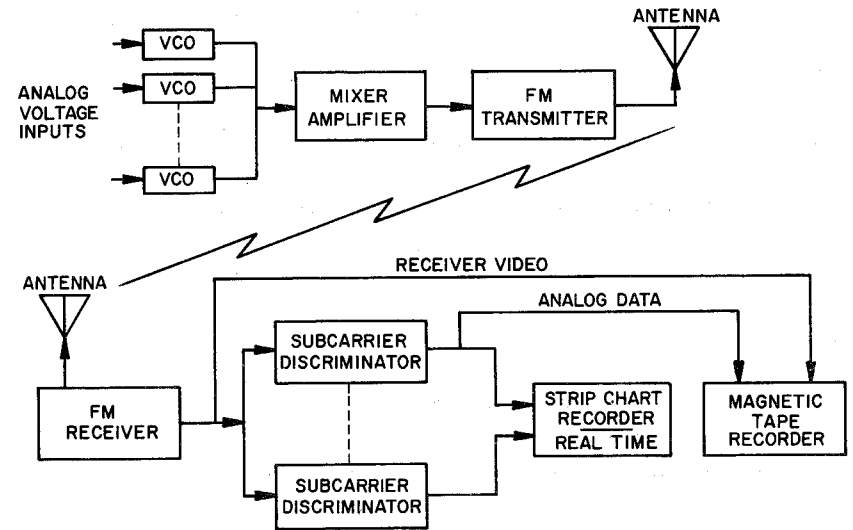 ANTENNA
VCO
ANALOG
VOLTAGE
INPUTS
VCO
VCO
MIXER
AMPLIFIER
FM
TRANSMITTER
RECEIVER VIDEO
ANTENNA
ANALOG DATA
SUBCARRIER
DISCRIMINATOR
FM
RECEIVER
STRIP CHART
RECORDER
REAL TIME
MAGNETIC
TAPE
RECORDER
SUBCARRIER
DISCRIMINATOR